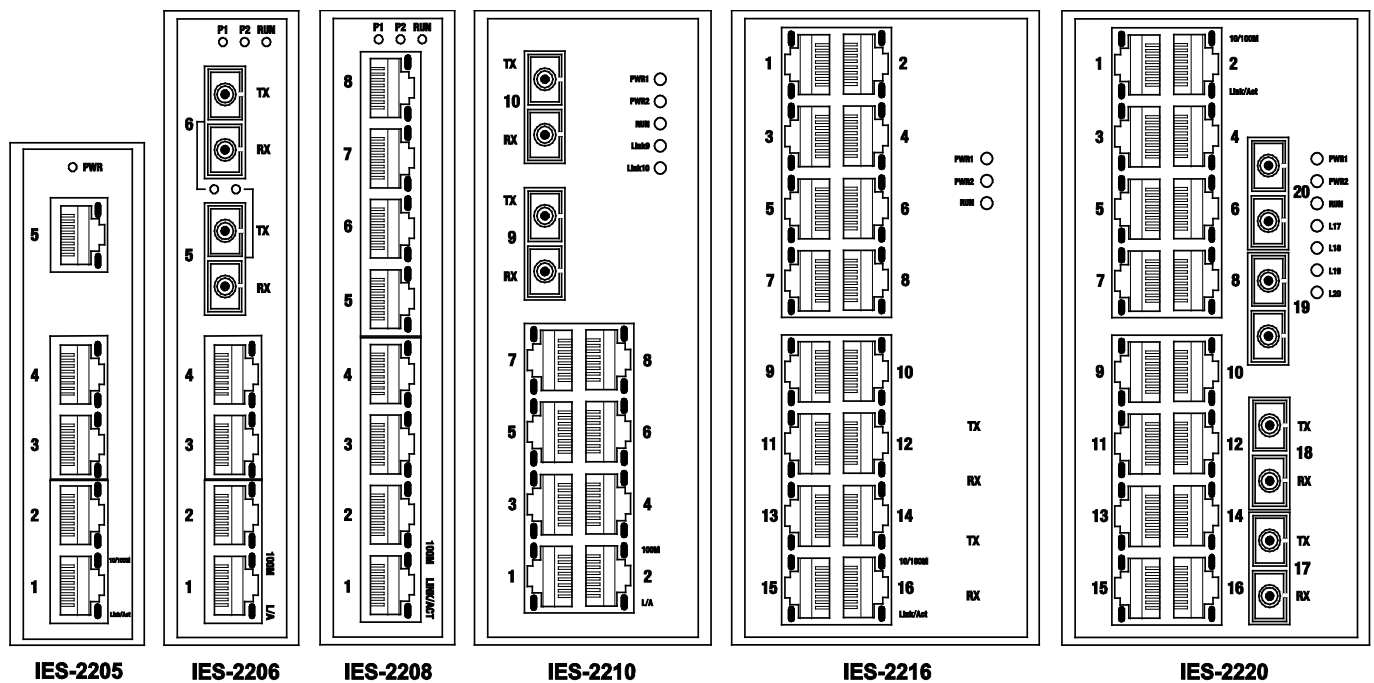 PWR
5
4
3
2
10/100M
1
Link/Act
IES-2205
P1 P2 RUN
TX
6
RX
TX
5
RX
4
3
2
1
100M
L/A
IES-2206
P1 P2 RUN
8
7
6
5
4
3
2
1
100M
LINK/ACT
IES-2208
TX
10
RX
PWR1
PWR2
RUN
Link9
Link10
TX
9
RX
7 8
5 6
3 4
100M
1 2
L/A
IES-2210
1 2
3 4
5 6
7 8
PWR1
PWR2
RUN
9 10
11 12
13 14
10/100M
15 16
Link/Act
TX
RX
TX
RX
IES-2216
10/100M
1 2
Link/Act
3 4
5 6
7 8
20
19
PWR1
PWR2
RUN
L17
L18
L19
L20
9 10
11 12
13 14
15 16
TX
18
RX
TX
17
RX
IES-2220